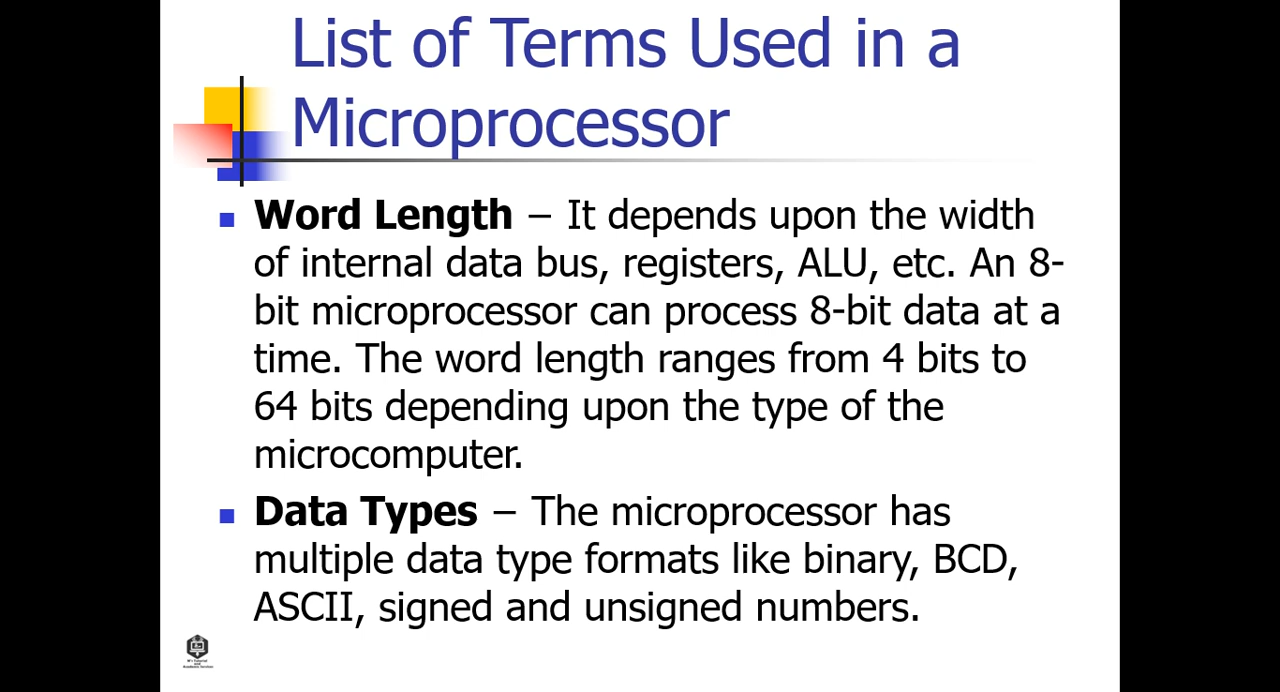 List of Terms Used in a
Microprocessor
Word Length – It depends upon the width
of internal data bus, registers, ALU, etc. An 8-
bit microprocessor can process 8-bit data at a
time. The word length ranges from 4 bits to
64 bits depending upon the type of the
microcomputer.
Data Types – The microprocessor has
multiple data type formats like binary, BCD,
ASCII, signed and unsigned numbers.